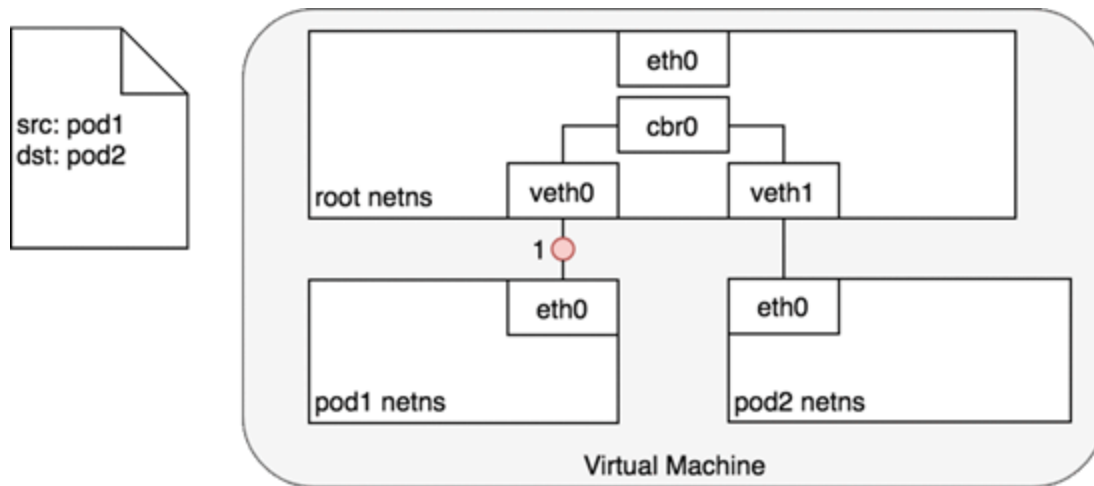 src: pod1
dst: pod2
eth0
cbr0
root netns
veth0
veth1
1
eth0
eth0
pod1 netns
pod2 netns
Virtual Machine